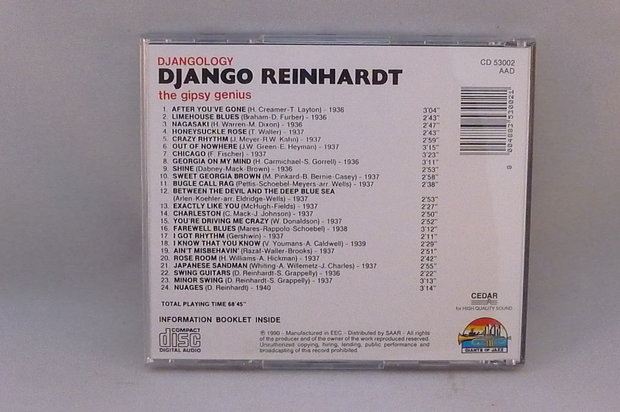 DJANGOLOGY
DJANGO REINHARDT
the gipsy genius
CD 53002
AAD
1. AFTER YOU'VE GONE (H. Creamer-T. Layton) - 1936 3'04"
2. LIMEHOUSE BLUES (Braham-D. Furber) - 1936 2'43"
3. NAGASAKI (H. Warren-M. Dixon) - 1936 2'47"
4. HONEYSUCKLE ROSE (T. Waller) - 1937 2'43"
5. CRAZY RHYTHM (J. Meyer-R.W. Kahn) - 1937 2'59"
6. OUT OF NOWHERE (J.W. Green-E. Heyman) - 1937 3'15"
7. CHICAGO (F. Fischer) - 1937 3'23"
8. GEORGIA ON MY MIND (H. Carmichael-S. Gorrell) - 1936 3'11"
9. SHINE (Dabney-Mack-Brown) - 1936 2'53"
10. SWEET GEORGIA BROWN (M. Pinkard-B. Bernie-Casey) - 1937 2'58"
11. BUGLE CALL RAG (Pettis-Schoebel-Meyers-arr. Wells) - 1937 2'38"
12. BETWEEN THE DEVIL AND THE DEEP BLUE SEA
(Arlen-Koehler-arr. Eldridge-Wells) - 1937 2'53"
13. EXACTLY LIKE YOU (McHugh-Fields) - 1937 2'27"
14. CHARLESTON (C. Mack-J. Johnson) - 1937 2'50"
15. YOU'RE DRIVING ME CRAZY (W. Donaldson) - 1937 2'52"
16. FAREWELL BLUES (Mares-Rappolo-Schoebel) - 1938 3'12"
17. I GOT RHYTHM (Gershwin) - 1937 2'11"
18. I KNOW THAT YOU KNOW (V. Youmans-A. Caldwell) - 1939 2'29"
19. AIN'T MISBEHAVIN' (Razaf-Waller-Brooks) - 1937 2'51"
20. ROSE ROOM (H. Williams-A. Hickman) - 1937 2'42"
21. JAPANESE SANDMAN (Whiting-A. Willemetz-J. Charles) - 1937 2'55"
22. SWING GUITARS (D. Reinhardt-S. Grappelly) - 1936 2'22"
23. MINOR SWING (D. Reinhardt-S. Grappelly) - 1937 3'13"
24. NUAGES (D. Reinhardt) - 1940 3'14"
TOTAL PLAYING TIME 68'45"
INFORMATION BOOKLET INSIDE
COMPACT
disc
DIGITAL AUDIO
℗ 1990 - Manufactured in EEC - Distributed by SAAR - All rights
of the producer and of the owner of the work reproduced reserved.
Unauthorized copying, hiring, lending, public performance and
broadcasting of this record prohibited.
CEDAR
for HIGH QUALITY SOUND
GIANTS OF JAZZ
0 004883 530021